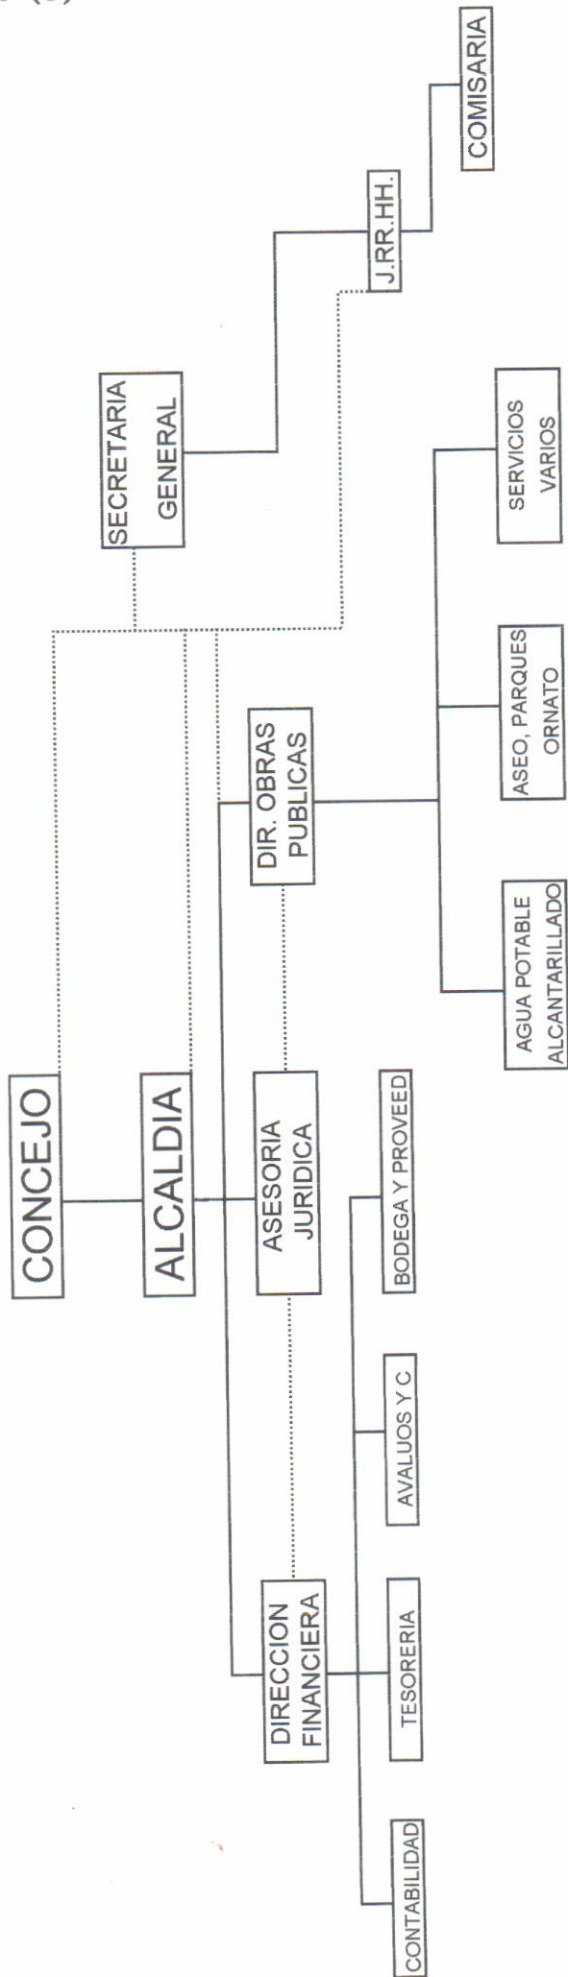 CONCEJO
ALCALDIA
SECRETARIA
GENERAL
DIRECCION
FINANCIERA
ASESORIA
JURIDICA
DIR. OBRAS
PUBLICAS
J.RR.HH.
COMISARIA
CONTABILIDAD
TESORERIA
AVALUOS Y C
BODEGA Y PROVEED
AGUA POTABLE
ALCANTARILLADO
ASEO, PARQUES
ORNATO
SERVICIOS
VARIOS